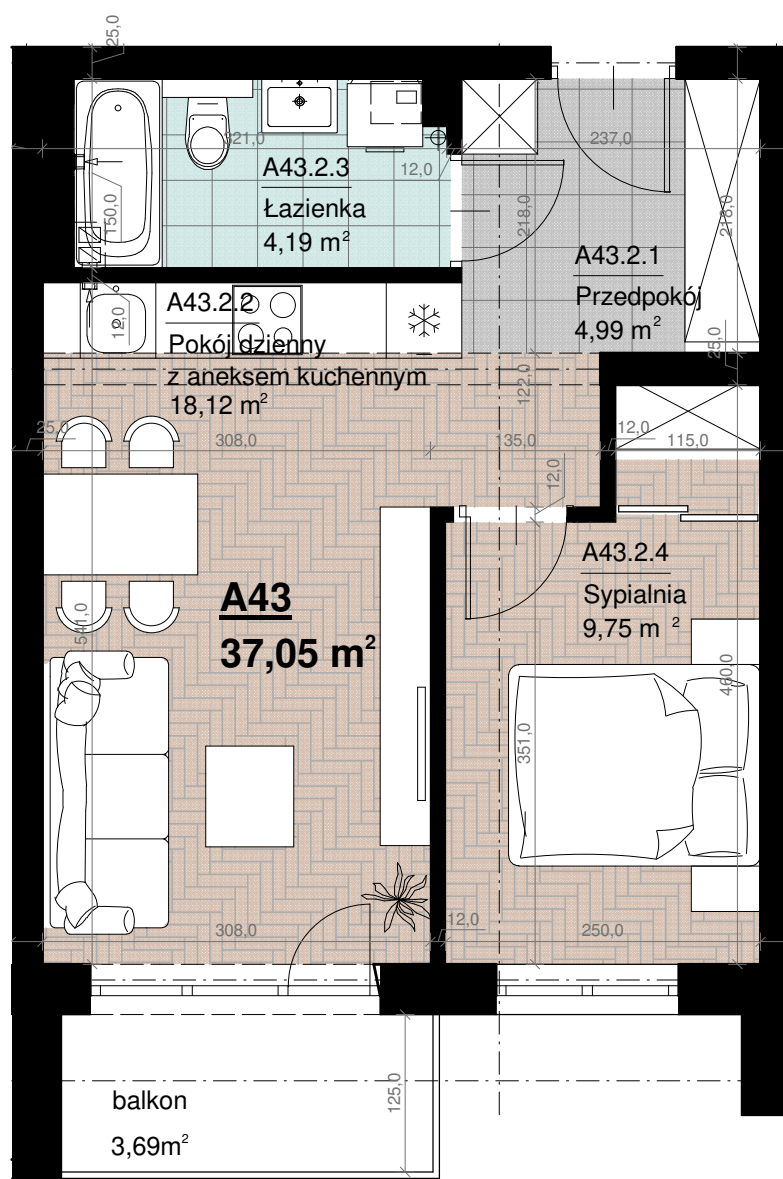 25,0
321,0
237,0
A43.2.3
Łazienka
4,19 m²
12,0
150,0
218,0
218,0
A43.2.1
Przedpokój
4,99 m²
A43.2.2
Pokój dzienny
z aneksem kuchennym
18,12 m²
12,0
25,0
122,0
25,0
308,0
135,0
12,0
115,0
12,0
A43.2.4
Sypialnia
9,75 m ²
A43
37,05 m²
541,0
460,0
351,0
308,0
12,0
250,0
balkon
3,69m²
125,0